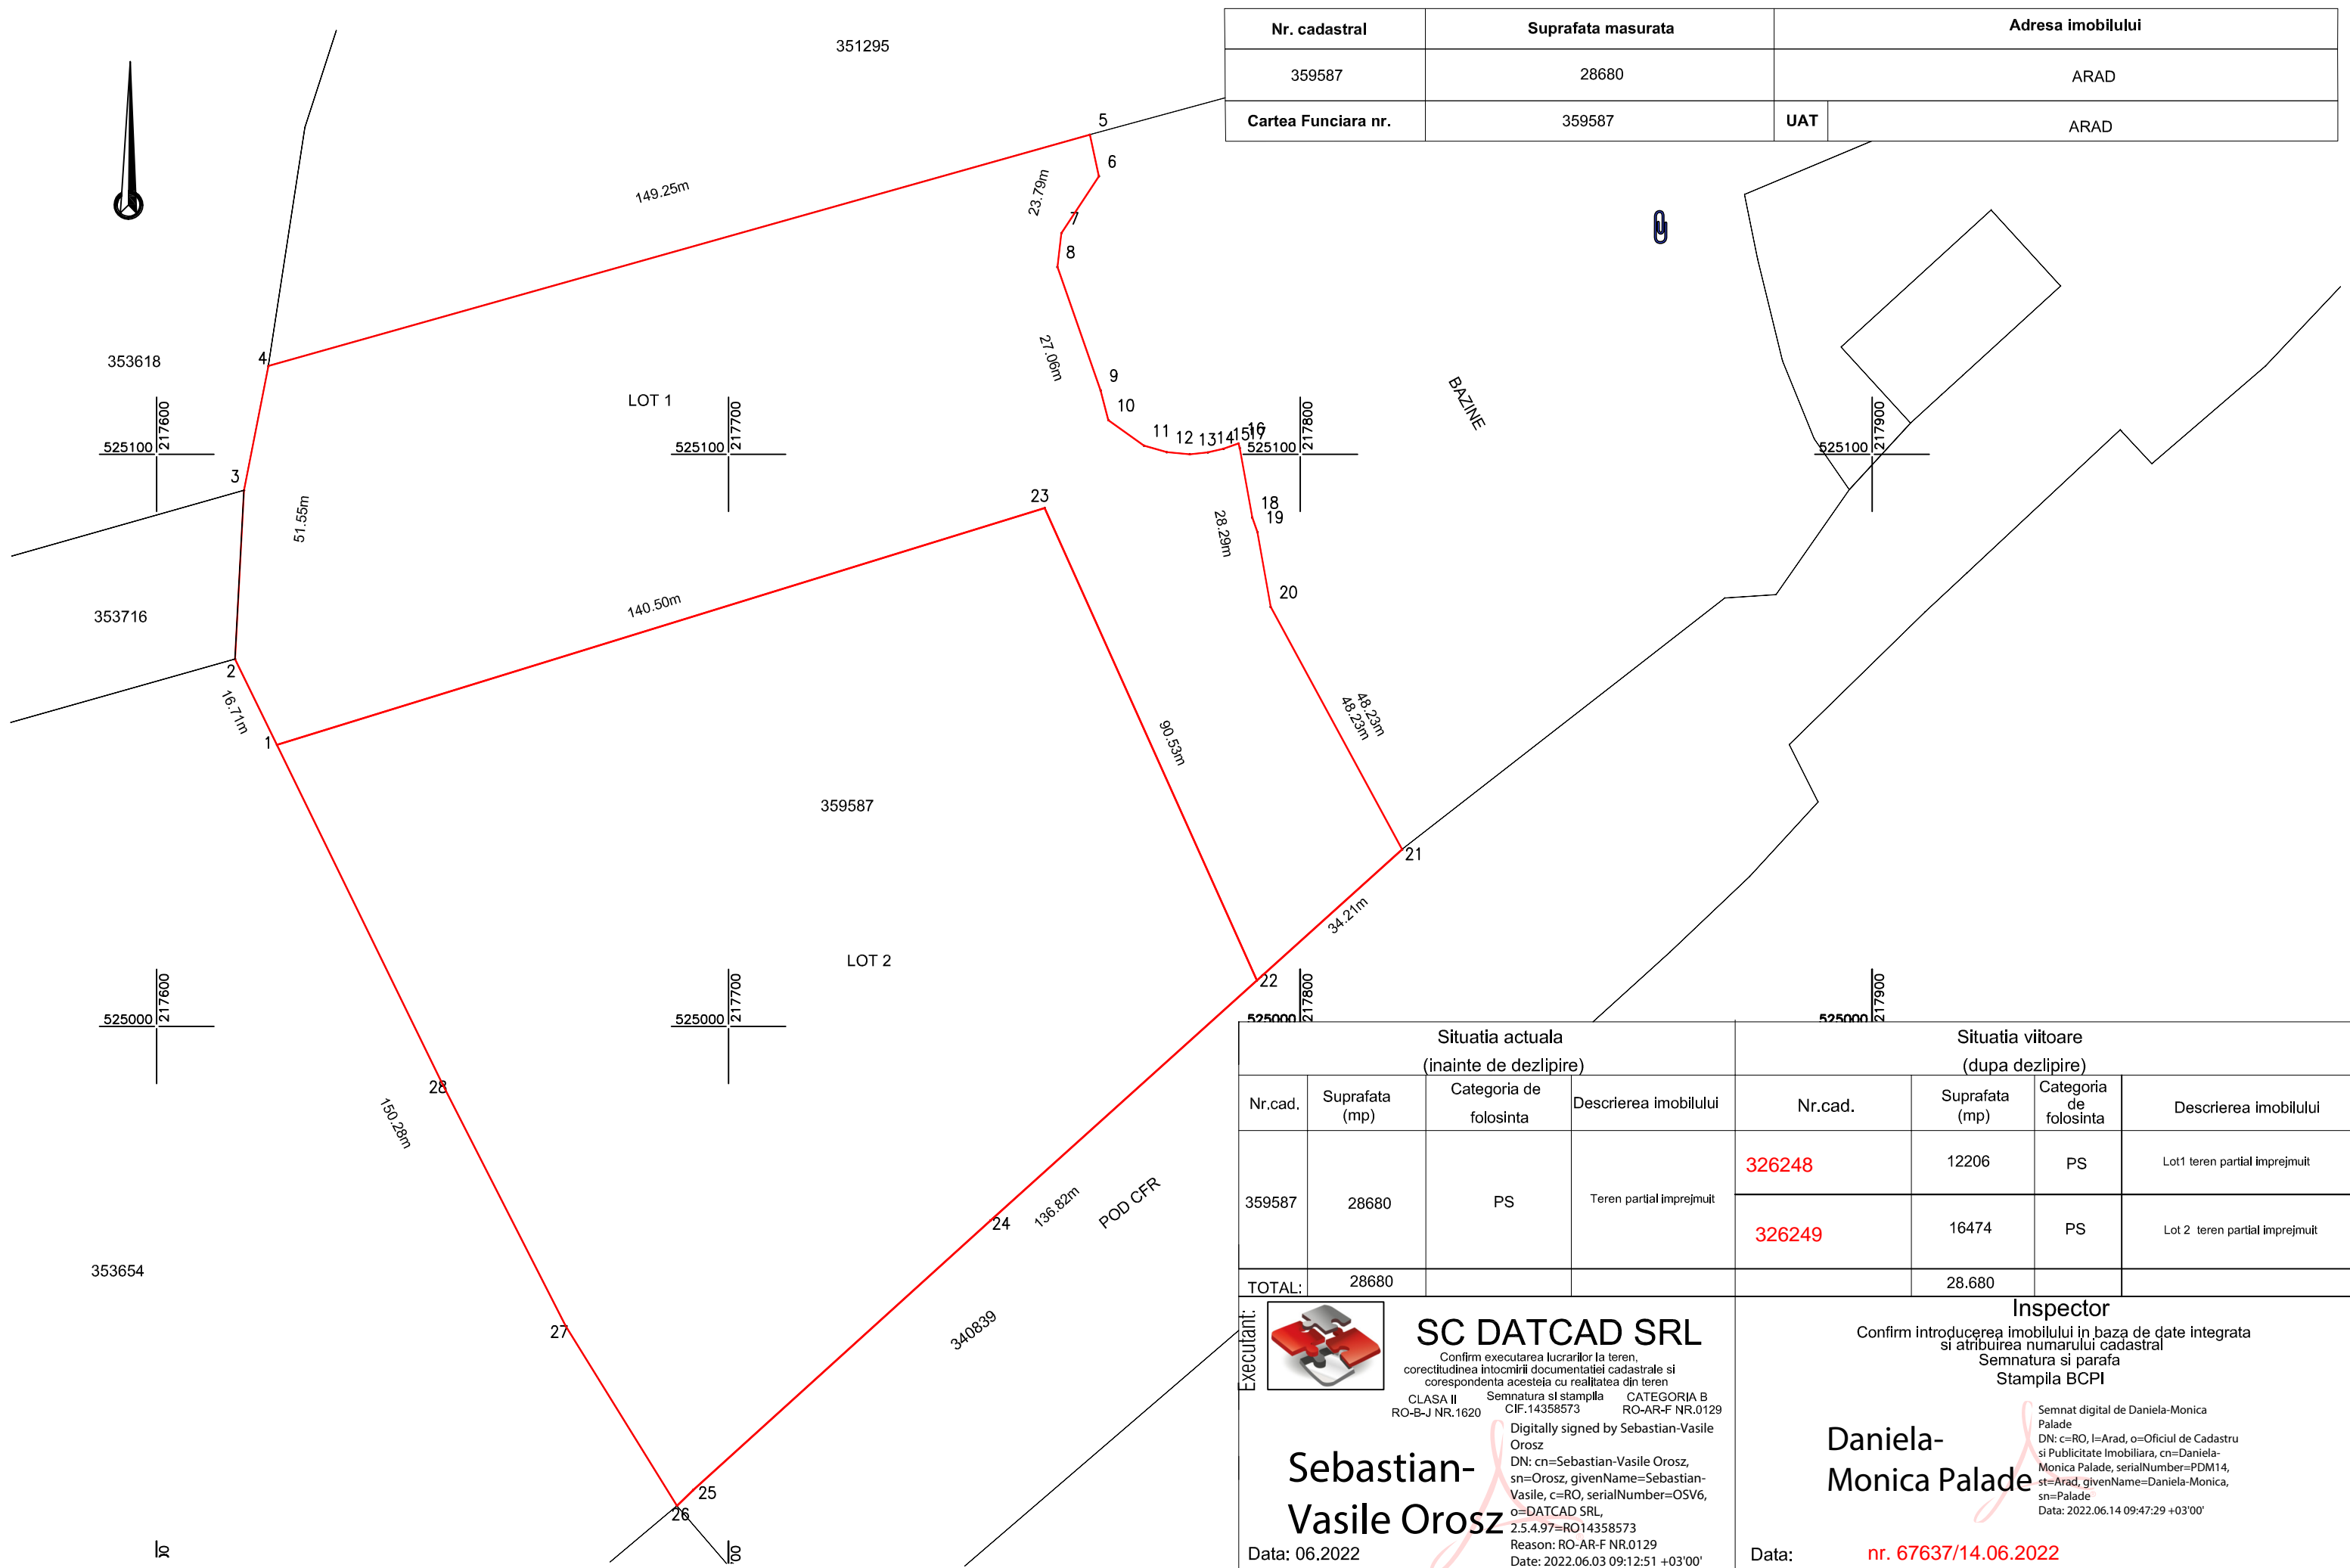 Nr. cadastral Suprafata masurata Adresa imobilului
359587 28680 ARAD
Cartea Funciara nr. 359587 UAT ARAD
351295
5
6
149.25m
23.79m
7
8
353618
4
27.06m
9
10
LOT 1
BAZINE
217600
525100
217700
525100
11 12 13 14 15 16 17
217800
525100
217900
525100
3
51.55m
23
18
19
28.29m
20
353716
140.50m
2
16.71m
1
48.23m
48.23m
90.53m
359587
21
34.21m
LOT 2
22
217600
525000
217700
525000
217800
525000
217900
525000
28
150.28m
24
136.82m
POD CFR
353654
27
340839
25
26
Situatia actuala
(inainte de dezlipire)
Situatia viitoare
(dupa dezlipire)
Nr.cad. Suprafata (mp) Categoria de folosinta Descrierea imobilului Nr.cad. Suprafata (mp) Categoria de folosinta Descrierea imobilului
359587 28680 PS Teren partial imprejmuit
326248 12206 PS Lot1 teren partial imprejmuit
326249 16474 PS Lot 2 teren partial imprejmuit
TOTAL: 28680 28.680
Executant:
SC DATCAD SRL
Confirm executarea lucrarilor la teren,
corectitudinea intocmirii documentatiei cadastrale si
corespondenta acesteia cu realitatea din teren
CLASA II Semnatura si stampila CATEGORIA B
RO-B-J NR.1620 CIF.14358573 RO-AR-F NR.0129
Sebastian-
Vasile Orosz
Digitally signed by Sebastian-Vasile
Orosz
DN: cn=Sebastian-Vasile Orosz,
sn=Orosz, givenName=Sebastian-
Vasile, c=RO, serialNumber=OSV6,
o=DATCAD SRL,
2.5.4.97=RO14358573
Reason: RO-AR-F NR.0129
Date: 2022.06.03 09:12:51 +03'00'
Data: 06.2022
Inspector
Confirm introducerea imobilului in baza de date integrata
si atribuirea numarului cadastral
Semnatura si parafa
Stampila BCPI
Daniela-
Monica Palade
Semnat digital de Daniela-Monica
Palade
DN: c=RO, l=Arad, o=Oficiul de Cadastru
si Publicitate Imobiliara, cn=Daniela-
Monica Palade, serialNumber=PDM14,
st=Arad, givenName=Daniela-Monica,
sn=Palade
Data: 2022.06.14 09:47:29 +03'00'
Data: nr. 67637/14.06.2022